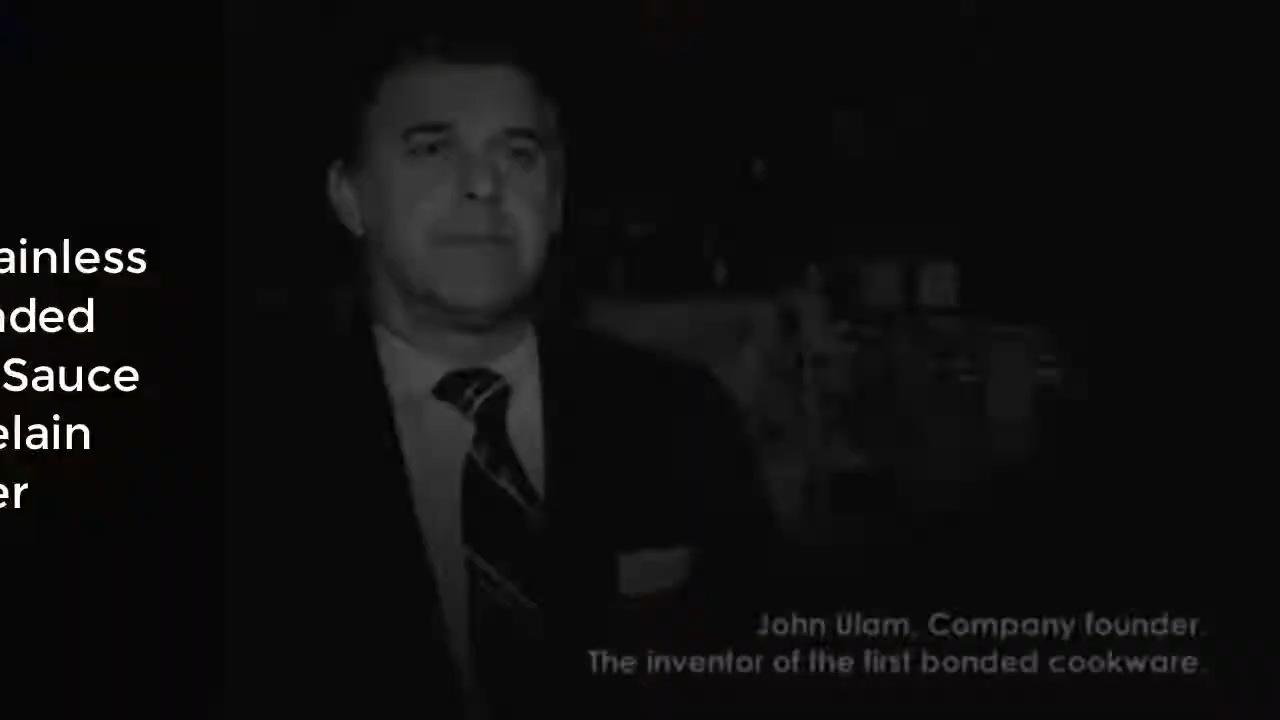 ainless
nded
Sauce
elain
er
John Ulam, Company founder.
The inventor of the first bonded cookware.